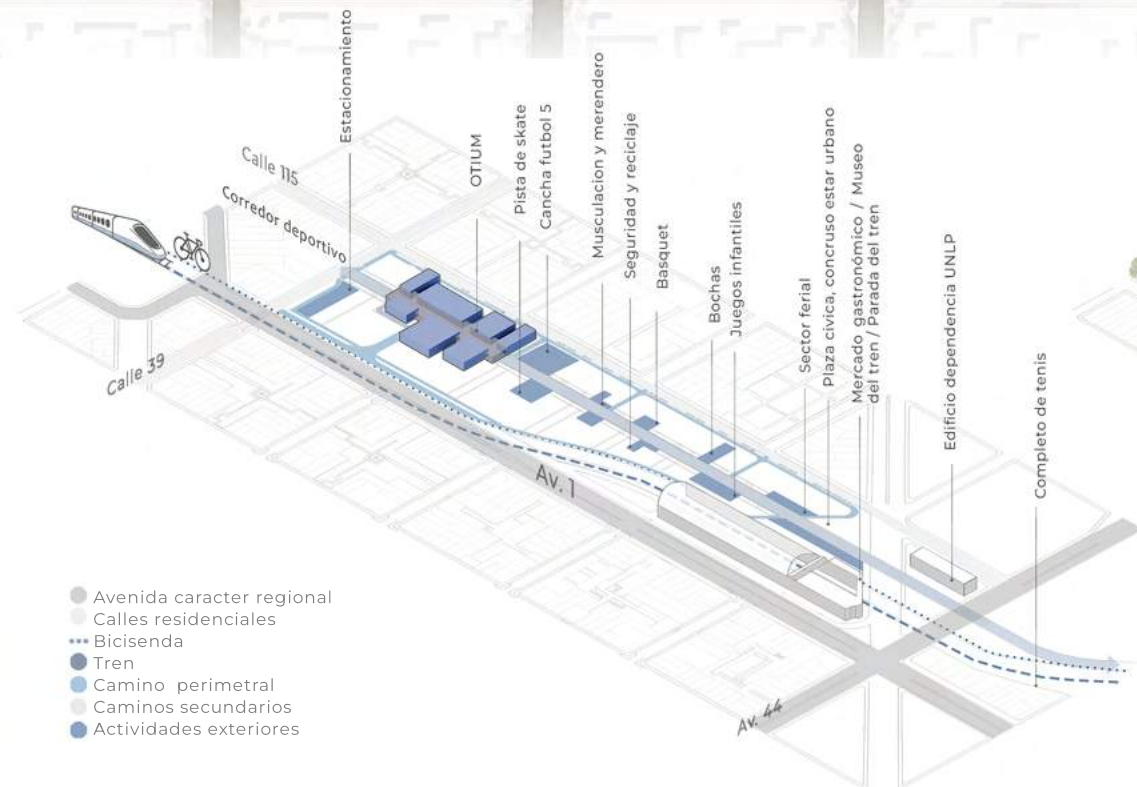 Estacionamiento
OTIUM
Pista de skate
Cancha futbol 5
Musculacion y merendero
Seguridad y reciclaje
Basquet
Bochas
Juegos infantiles
Sector ferial
Plaza cívica, concruso estar urbano
Mercado gastronómico / Museo
del tren / Parada del tren
Edificio dependencia UNLP
Completo de tenis
Calle 115
Corredor deportivo
Calle 39
Av. 1
Av. 44
Avenida caracter regional
Calles residenciales
Bicisenda
Tren
Camino perimetral
Caminos secundarios
Actividades exteriores